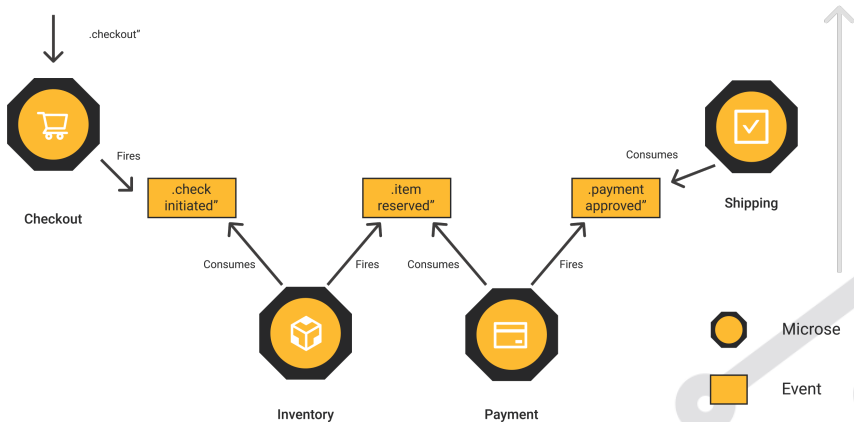 .checkout”
Fires
Consumes
.check
initiated”
.item
reserved”
.payment
approved”
Checkout
Shipping
Consumes
Fires
Consumes
Fires
Microse
Event
Inventory
Payment